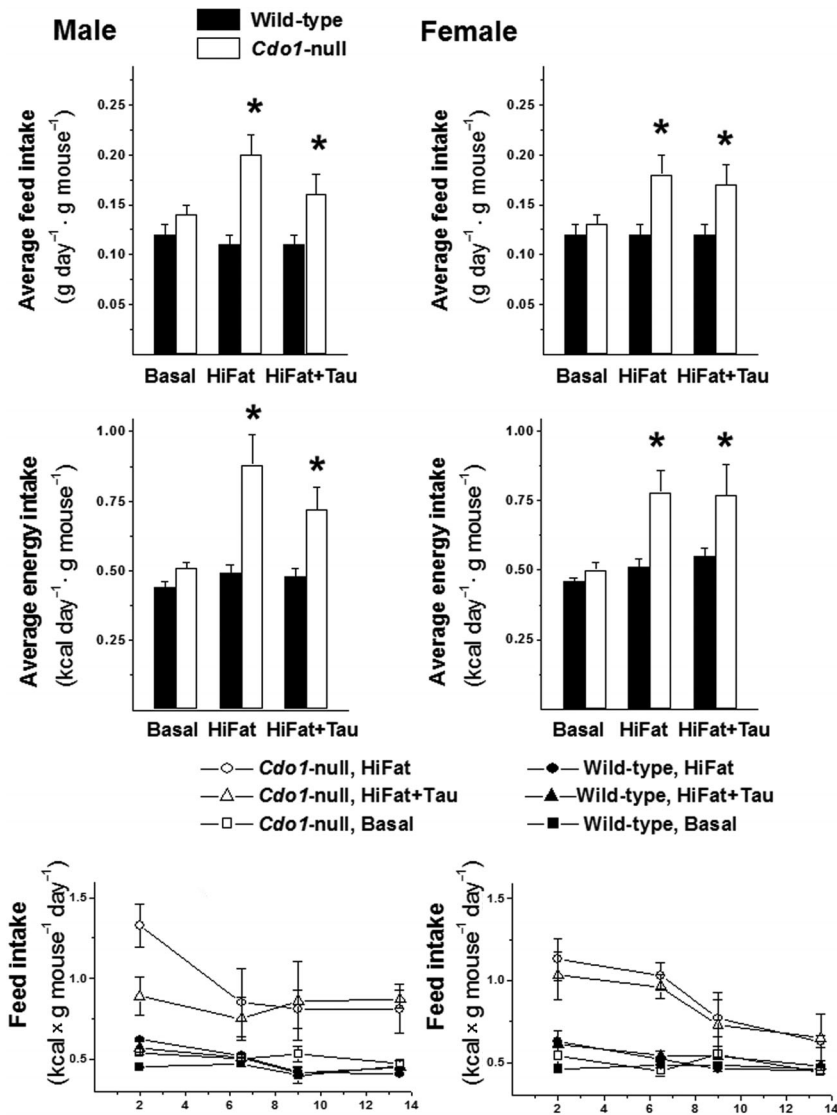 Male
Wild-type
Cdo1-null
Female
Average feed intake
(g day⁻¹ · g mouse⁻¹)
0.25
0.20
0.15
0.10
0.05
*
*
Basal HiFat HiFat+Tau
Average feed intake
(g day⁻¹ · g mouse⁻¹)
0.25
0.20
0.15
0.10
0.05
*
*
Basal HiFat HiFat+Tau
Average energy intake
(kcal day⁻¹ · g mouse⁻¹)
1.00
0.75
0.50
0.25
*
*
Basal HiFat HiFat+Tau
Average energy intake
(kcal day⁻¹ · g mouse⁻¹)
1.00
0.75
0.50
0.25
*
*
Basal HiFat HiFat+Tau
Cdo1-null, HiFat
Cdo1-null, HiFat+Tau
Cdo1-null, Basal
Wild-type, HiFat
Wild-type, HiFat+Tau
Wild-type, Basal
Feed intake
(kcal x g mouse⁻¹ day⁻¹)
1.5
1.0
0.5
2 4 6 8 10 12 14
Feed intake
(kcal x g mouse⁻¹ day⁻¹)
1.5
1.0
0.5
2 4 6 8 10 12 14